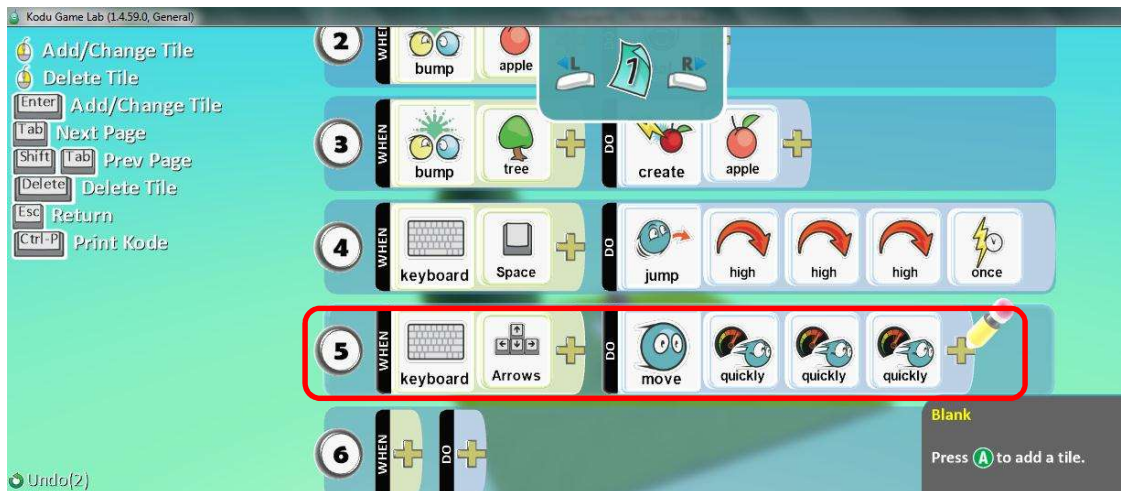 Kodu Game Lab (1.4.59.0, General)
Add/Change Tile
Delete Tile
Enter Add/Change Tile
Tab Next Page
Shift Tab Prev Page
Delete Delete Tile
Esc Return
Ctrl-P Print Kode
L 1 R
2 WHEN bump apple
3 WHEN bump tree DO create apple
4 WHEN keyboard Space DO jump high high high once
5 WHEN keyboard Arrows DO move quickly quickly quickly
6 WHEN DO
Blank
Press A to add a tile.
Undo(2)